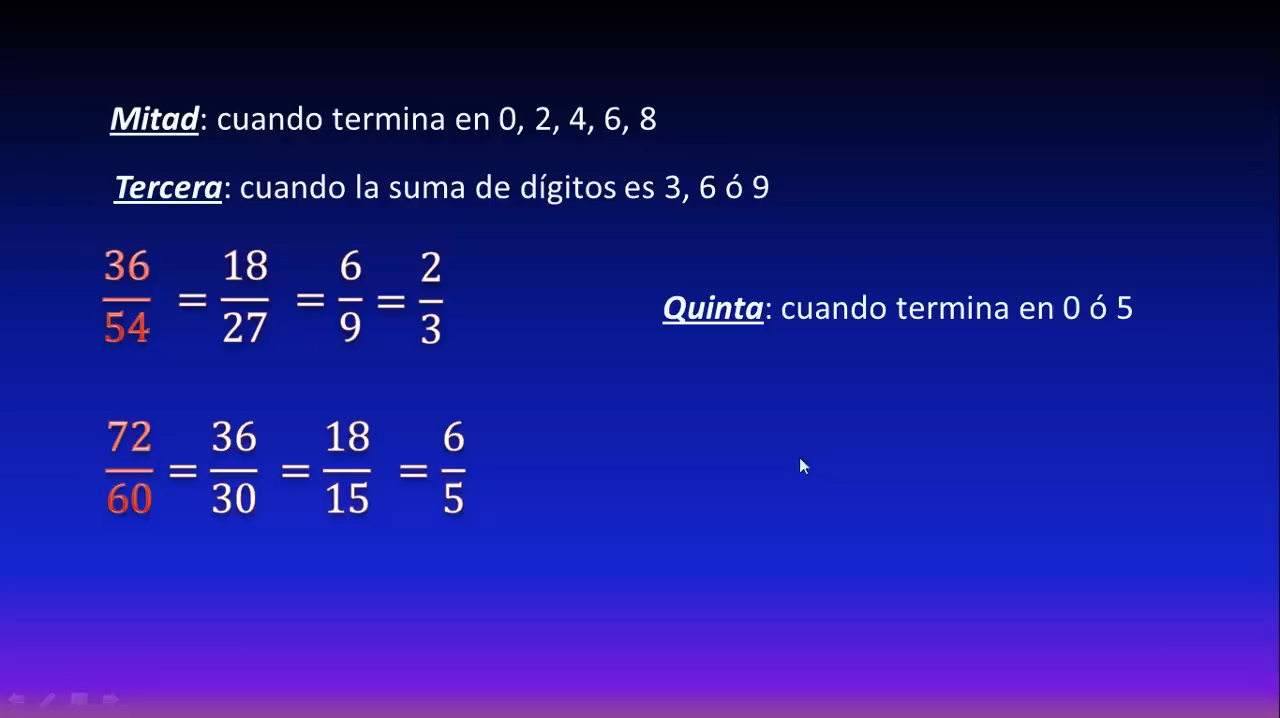 Mitad: cuando termina en 0, 2, 4, 6, 8
Tercera: cuando la suma de dígitos es 3, 6 ó 9
36/54 = 18/27 = 6/9 = 2/3
Quinta: cuando termina en 0 ó 5
72/60 = 36/30 = 18/15 = 6/5